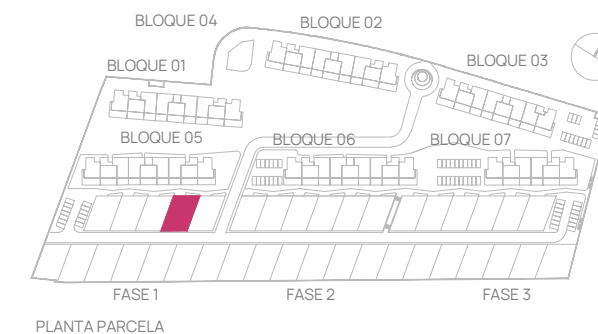 BLOQUE 04
BLOQUE 02
BLOQUE 03
BLOQUE 01
BLOQUE 05
BLOQUE 06
BLOQUE 07
FASE 1
FASE 2
FASE 3
PLANTA PARCELA